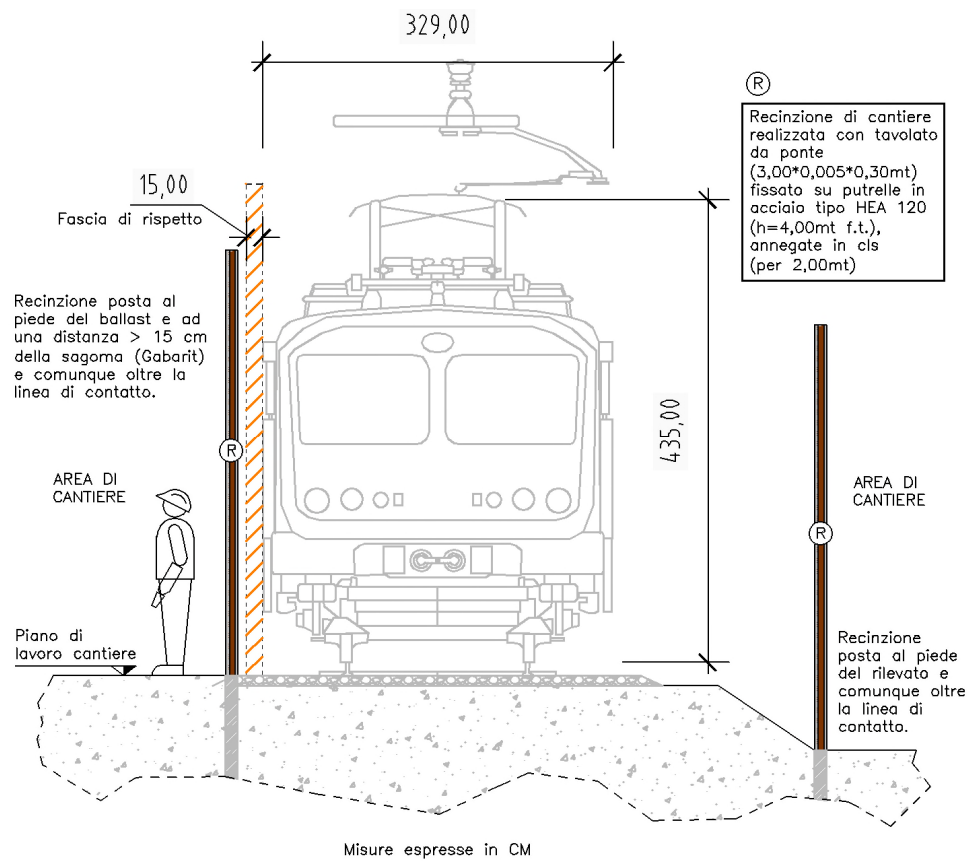 329,00
R
Recinzione di cantiere
realizzata con tavolato
da ponte
(3,00*0,005*0,30mt)
fissato su putrelle in
acciaio tipo HEA 120
(h=4,00mt f.t.),
annegate in cls
(per 2,00mt)
15,00
Fascia di rispetto
Recinzione posta al
piede del ballast e ad
una distanza > 15 cm
della sagoma (Gabarit)
e comunque oltre la
linea di contatto.
435,00
R
AREA DI
CANTIERE
AREA DI
CANTIERE
R
Piano di
lavoro cantiere
Recinzione
posta al piede
del rilevato e
comunque oltre
la linea di
contatto.
Misure espresse in CM